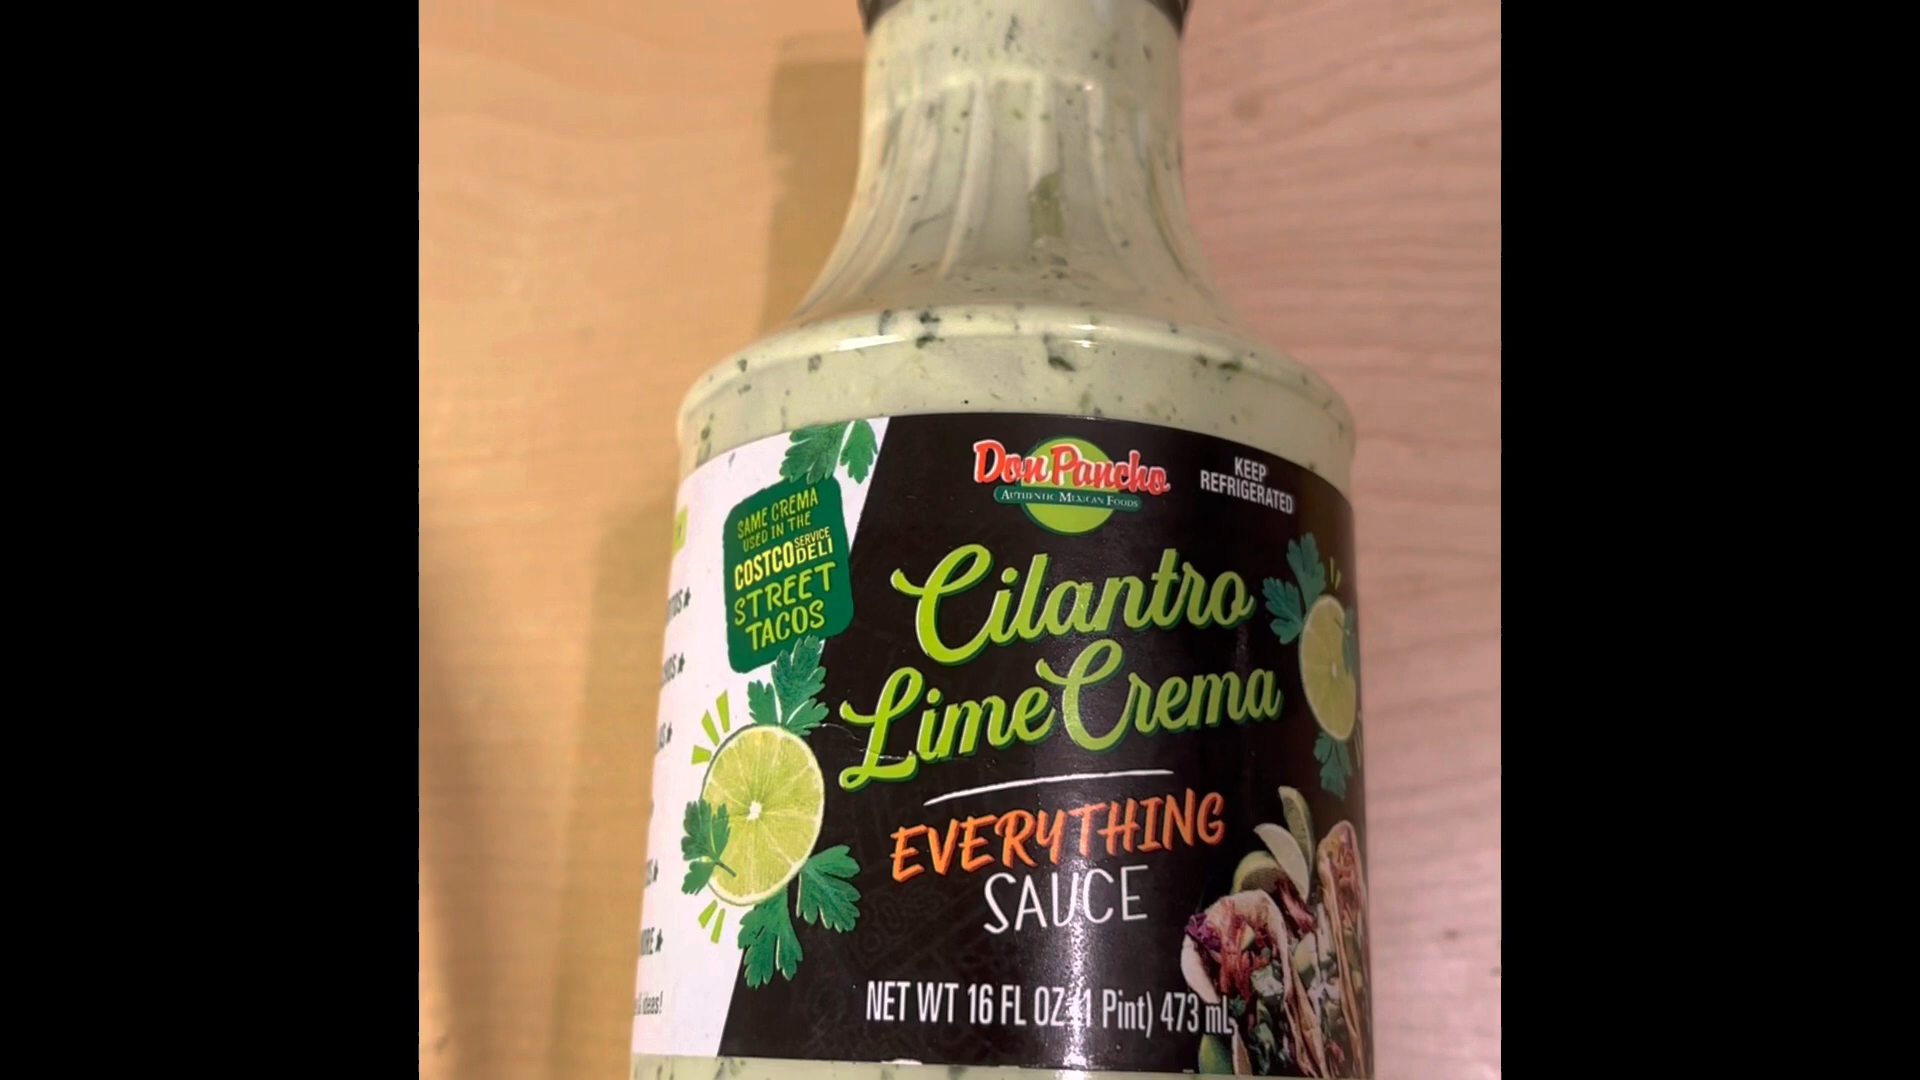 Don Pancho
AUTHENTIC MEXICAN FOODS
KEEP
REFRIGERATED
SAME CREMA
USED IN THE
COSTCO SERVICE DELI
STREET
TACOS
Cilantro
Lime Crema
EVERYTHING
SAUCE
NET WT 16 FL OZ (1 Pint) 473 mL